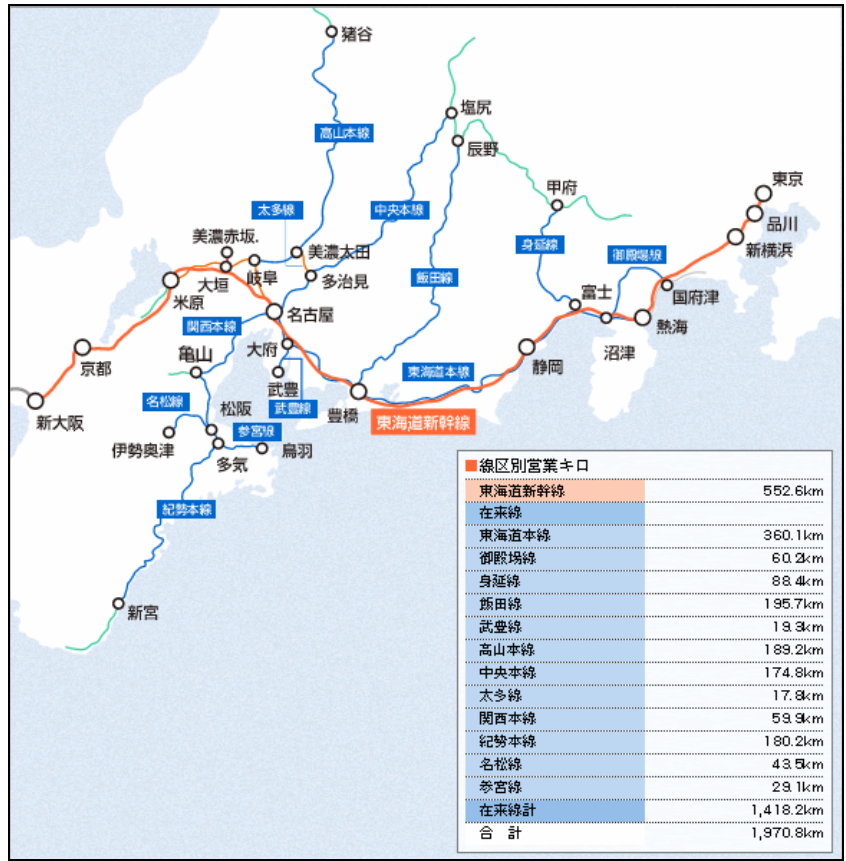 猪谷
高山本線
塩尻
辰野
甲府
東京
品川
新横浜
太多線
中央本線
身延線
御殿場線
美濃赤坂.
美濃太田
大垣
岐阜
多治見
飯田線
富士
国府津
米原
関西本線
名古屋
熱海
沼津
亀山
大府
京都
静岡
東海道本線
武豊
武豊線
名松線
松阪
豊橋
東海道新幹線
新大阪
伊勢奥津
参宮線
多気
鳥羽
紀勢本線
新宮
■線区別営業キロ
東海道新幹線 552.6km
在来線
東海道本線 360.1km
御殿場線 60.2km
身延線 88.4km
飯田線 195.7km
武豊線 19.3km
高山本線 189.2km
中央本線 174.8km
太多線 17.8km
関西本線 59.9km
紀勢本線 180.2km
名松線 43.5km
参宮線 29.1km
在来線計 1,418.2km
合 計 1,970.8km